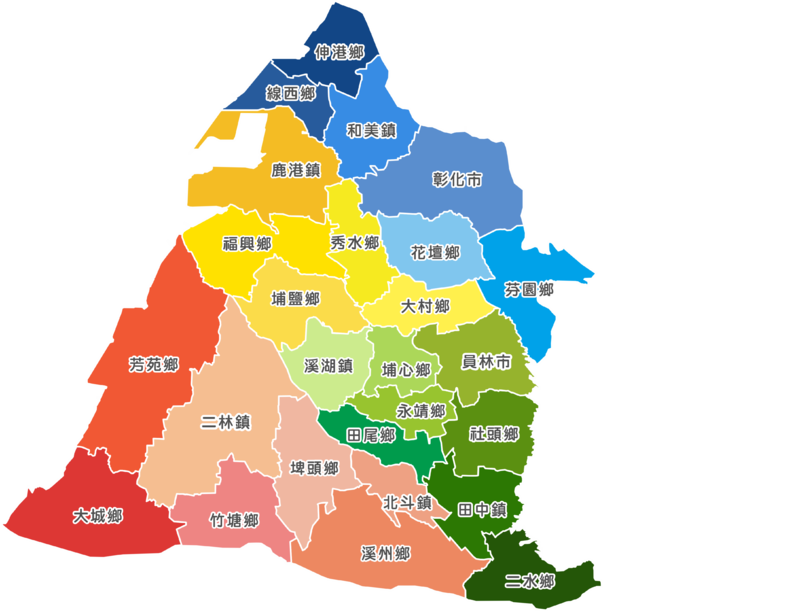 伸港鄉
線西鄉
和美鎮
鹿港鎮
彰化市
福興鄉
秀水鄉
花壇鄉
芬園鄉
埔鹽鄉
大村鄉
芳苑鄉
溪湖鎮
埔心鄉
員林市
二林鎮
永靖鄉
田尾鄉
社頭鄉
埤頭鄉
大城鄉
竹塘鄉
北斗鎮
田中鎮
溪州鄉
二水鄉